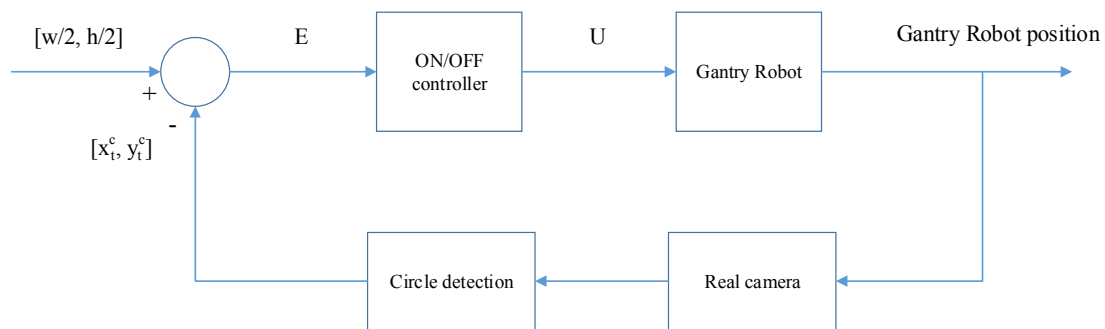 [w/2, h/2]
E
U
Gantry Robot position
ON/OFF
controller
Gantry Robot
+
-
[x_t^c, y_t^c]
Circle detection
Real camera